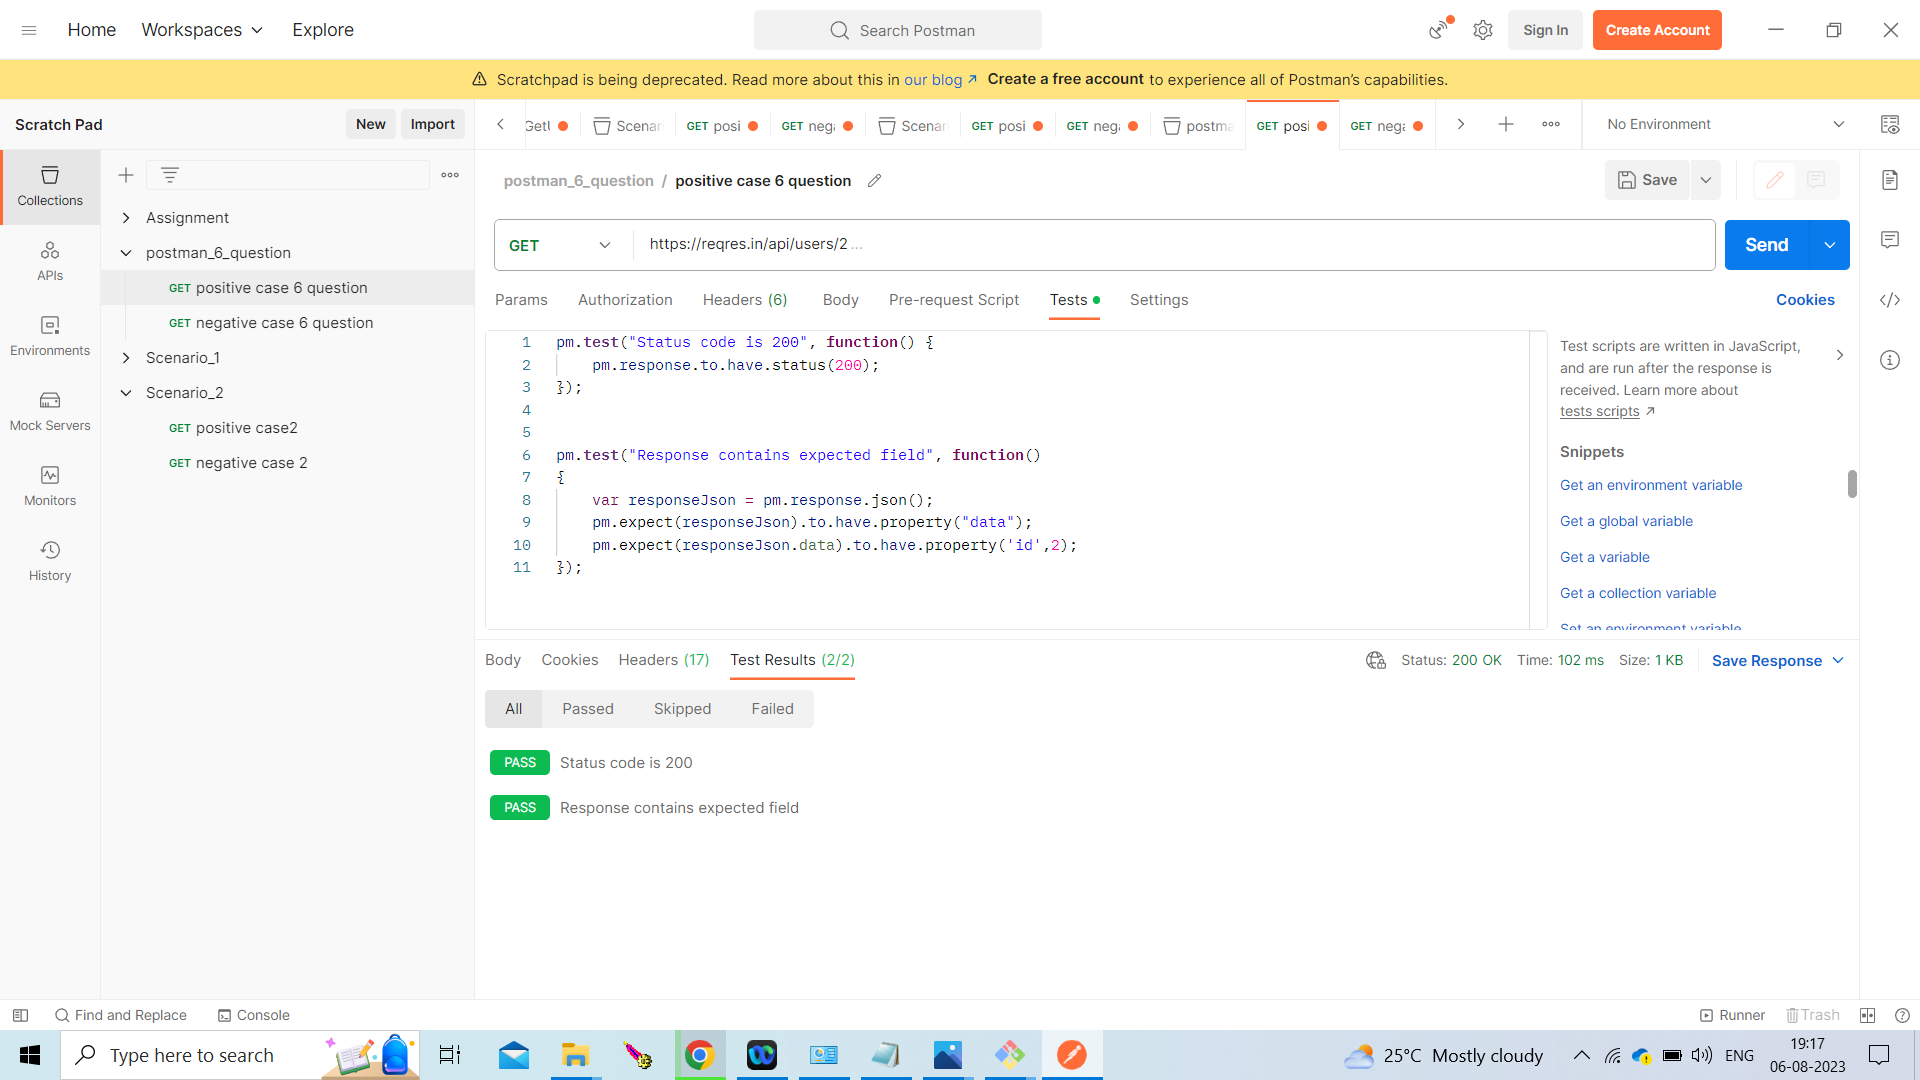 Home Workspaces Explore
Search Postman
Sign In Create Account
Scratchpad is being deprecated. Read more about this in our blog ↗ Create a free account to experience all of Postman’s capabilities.
Scratch Pad
New Import
GET posi
GET nega
Scenar
GET posi
GET nega
postma
GET posi
GET nega
No Environment
Collections
APIs
Environments
Mock Servers
Monitors
History
Assignment
postman_6_question
GET positive case 6 question
GET negative case 6 question
Scenario_1
Scenario_2
GET positive case2
GET negative case 2
postman_6_question / positive case 6 question
Save
GET
https://reqres.in/api/users/2 ...
Send
Params Authorization Headers (6) Body Pre-request Script Tests Settings
Cookies
1 pm.test("Status code is 200", function() {
2 pm.response.to.have.status(200);
3 });
4
5
6 pm.test("Response contains expected field", function()
7 {
8 var responseJson = pm.response.json();
9 pm.expect(responseJson).to.have.property("data");
10 pm.expect(responseJson.data).to.have.property('id',2);
11 });
Test scripts are written in JavaScript,
and are run after the response is
received. Learn more about
tests scripts ↗
Snippets
Get an environment variable
Get a global variable
Get a variable
Get a collection variable
Set an environment variable
Body Cookies Headers (17) Test Results (2/2)
Status: 200 OK Time: 102 ms Size: 1 KB
Save Response
All Passed Skipped Failed
PASS Status code is 200
PASS Response contains expected field
Find and Replace Console
Runner Trash
Type here to search
25°C Mostly cloudy
ENG
19:17
06-08-2023